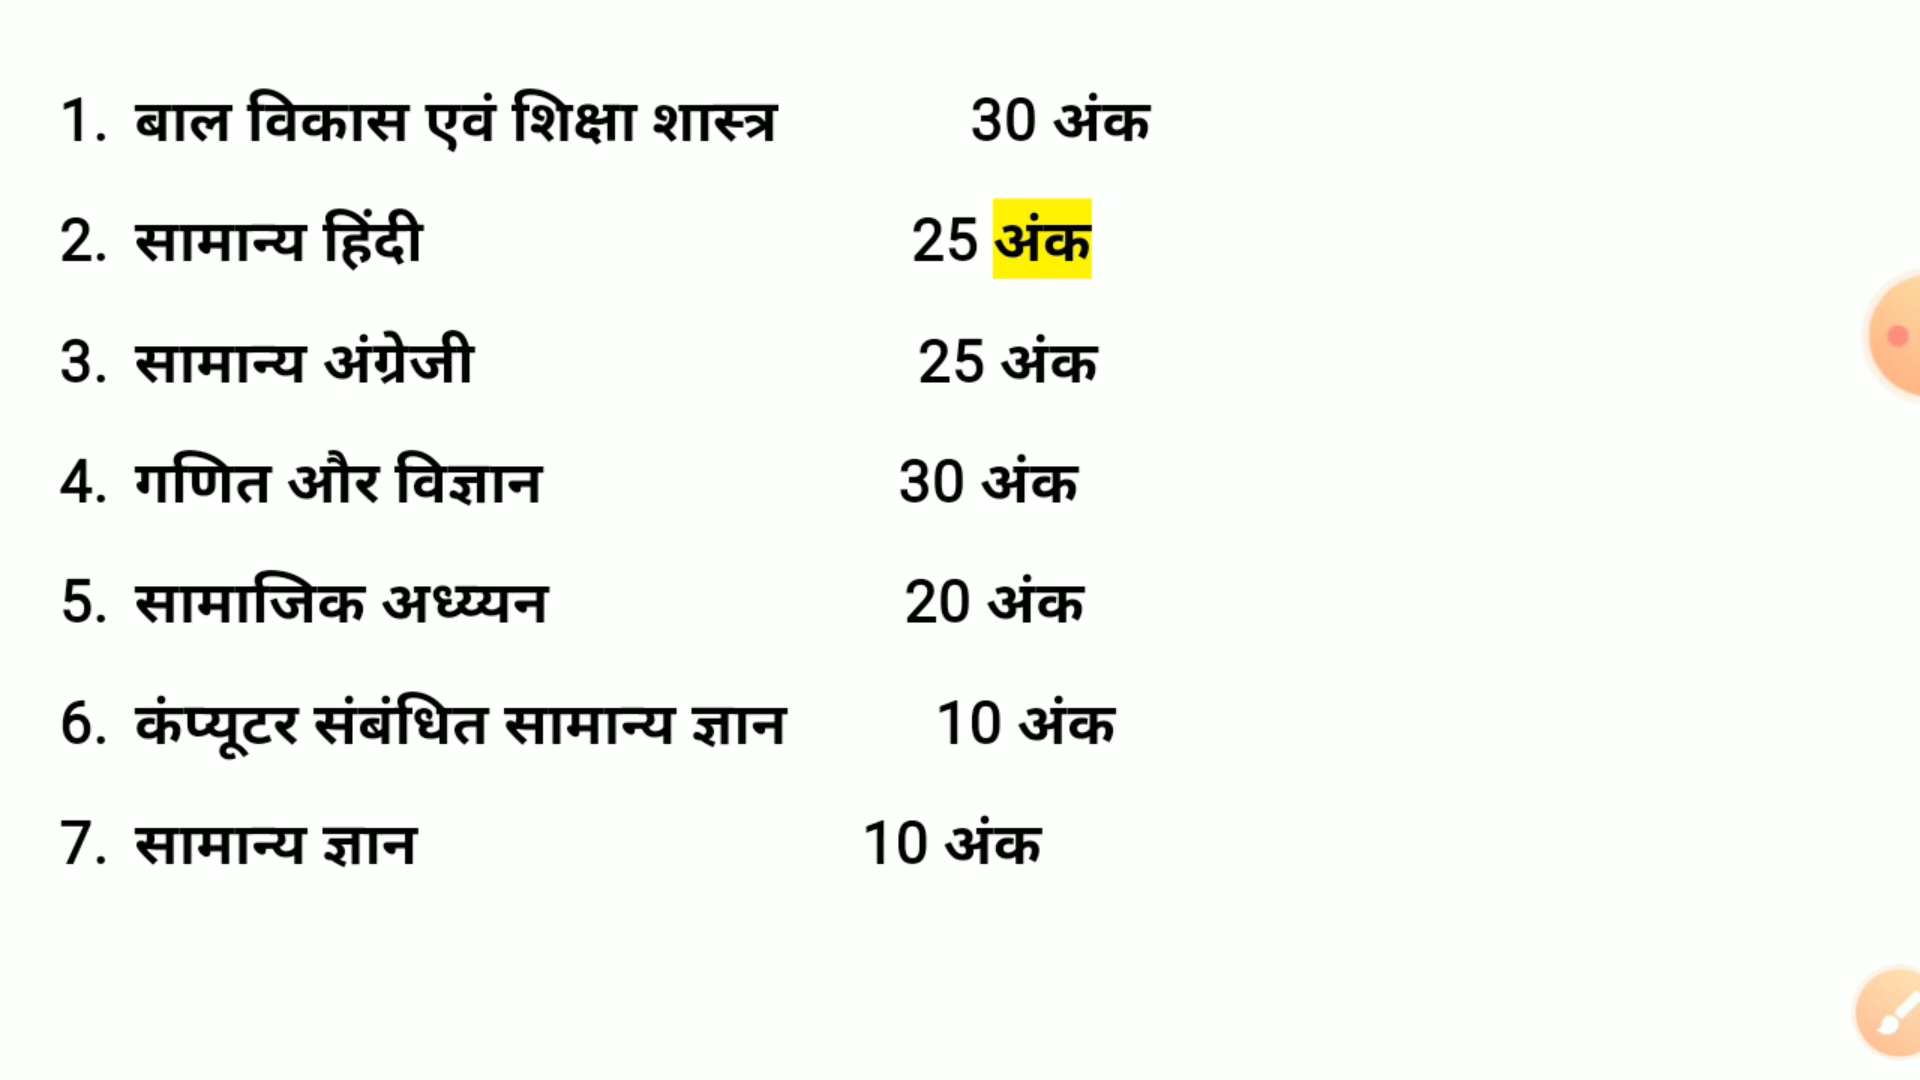 1. बाल विकास एवं शिक्षा शास्त्र 30 अंक
2. सामान्य हिंदी 25 अंक
3. सामान्य अंग्रेजी 25 अंक
4. गणित और विज्ञान 30 अंक
5. सामाजिक अध्य्यन 20 अंक
6. कंप्यूटर संबंधित सामान्य ज्ञान 10 अंक
7. सामान्य ज्ञान 10 अंक